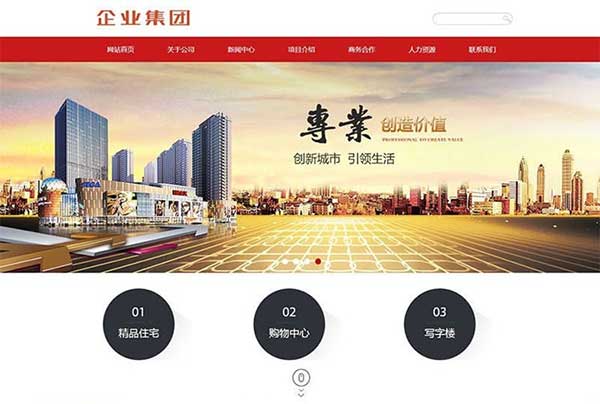 企业集团
网站首页 关于公司 新闻中心 项目介绍 商务合作 人力资源 联系我们
專業 创造价值
PROFESSIONAL TO CREATE VALUE
创新城市 引领生活
01 02 03
精品住宅 购物中心 写字楼